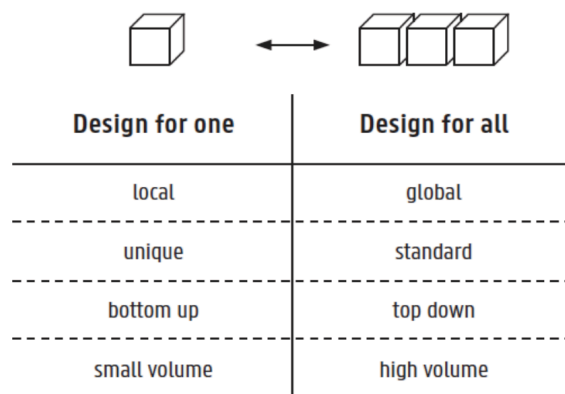 Design for one
Design for all
local
global
unique
standard
bottom up
top down
small volume
high volume